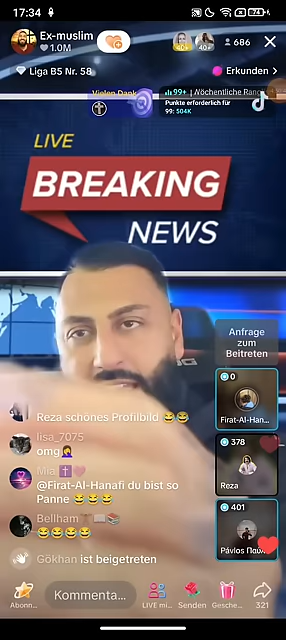 17:34
74
Ex-muslim
1.0M
40+
40+
686
Liga B5 Nr. 58
Erkunden >
Vielen Dank
99+ | Wöchentliche Rang
Punkte erforderlich für
99: 504K
LIVE
BREAKING
NEWS
Anfrage
zum
Beitreten
0
Firat-Al-Han...
Reza schönes Profilbild 😂😂
lisa_7075
omg🤦‍♀️
378
Reza
Mia ✝️🩷
@Firat-Al-Hanafi du bist so
Panne 😂😂😂
Bellham
😂😂😂😂
401
Gökhan ist beigetreten
Abonn...
Kommenta...
LIVE mi...
Senden
Gesche...
321